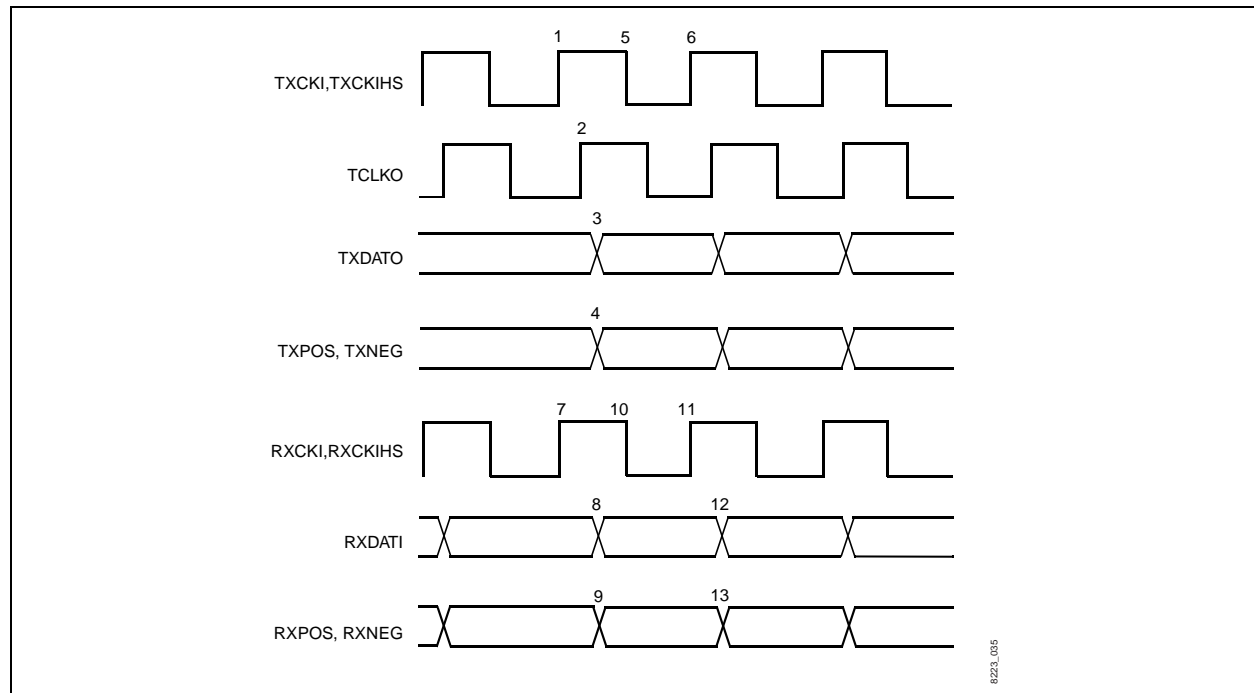 1 5 6
TXCKI,TXCKIHS
2
TCLKO
3
TXDATO
4
TXPOS, TXNEG
7 10 11
RXCKI,RXCKIHS
8 12
RXDATI
9 13
RXPOS, RXNEG
8223_035